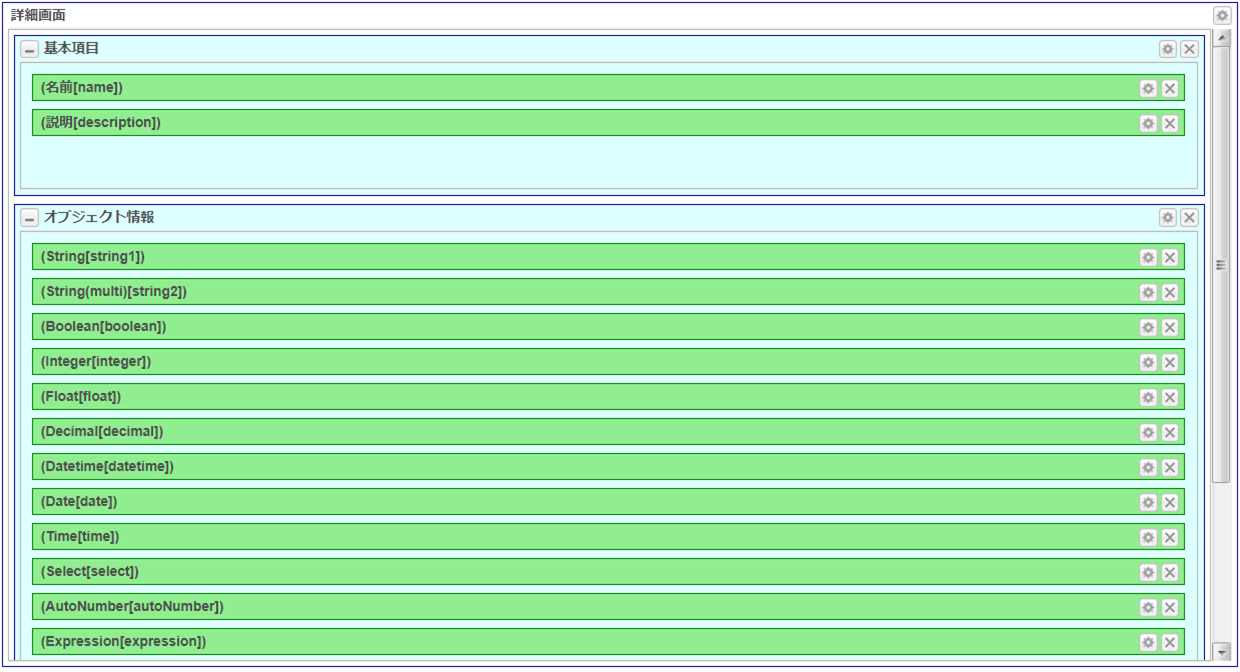 詳細画面
基本項目
(名前[name])
(説明[description])
オブジェクト情報
(String[string1])
(String(multi)[string2])
(Boolean[boolean])
(Integer[integer])
(Float[float])
(Decimal[decimal])
(Datetime[datetime])
(Date[date])
(Time[time])
(Select[select])
(AutoNumber[autoNumber])
(Expression[expression])